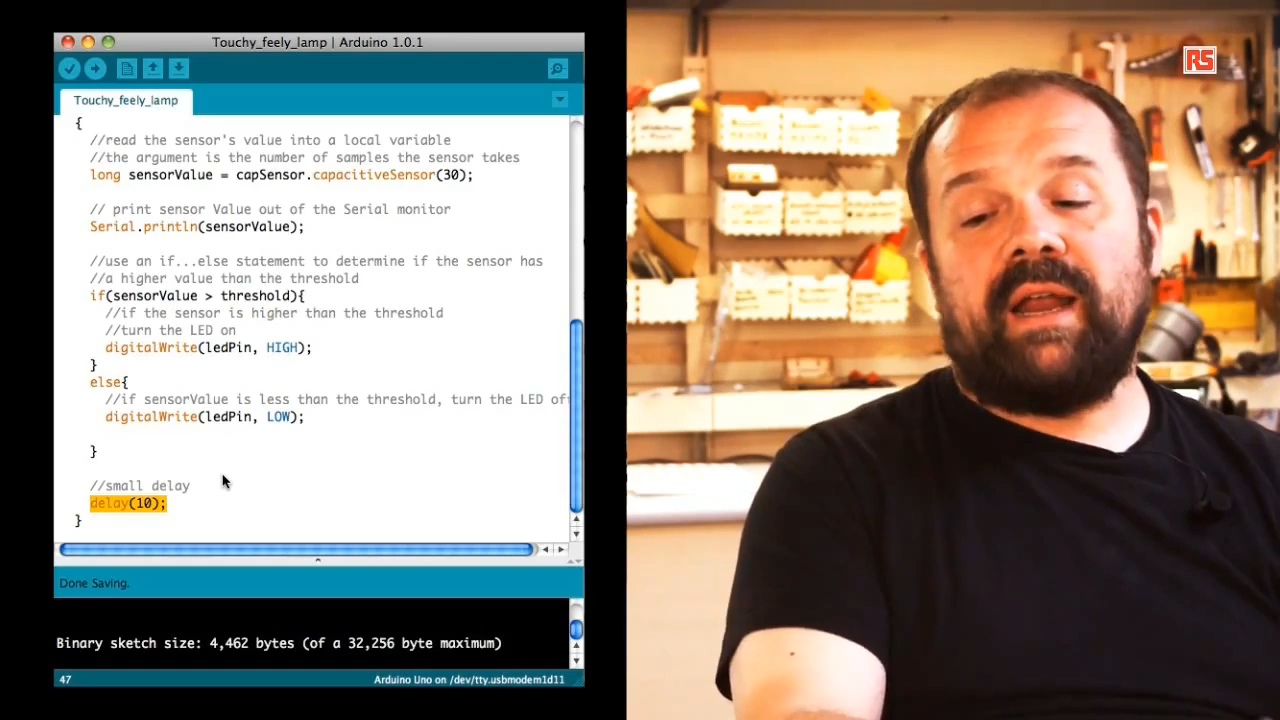 Touchy_feely_lamp | Arduino 1.0.1
Touchy_feely_lamp
{
//read the sensor's value into a local variable
//the argument is the number of samples the sensor takes
long sensorValue = capSensor.capacitiveSensor(30);
// print sensor Value out of the Serial monitor
Serial.println(sensorValue);
//use an if...else statement to determine if the sensor has
//a higher value than the threshold
if(sensorValue > threshold){
//if the sensor is higher than the threshold
//turn the LED on
digitalWrite(ledPin, HIGH);
}
else{
//if sensorValue is less than the threshold, turn the LED of
digitalWrite(ledPin, LOW);
}
//small delay
delay(10);
}
Done Saving.
Binary sketch size: 4,462 bytes (of a 32,256 byte maximum)
47
Arduino Uno on /dev/tty.usbmodem1d11
RS